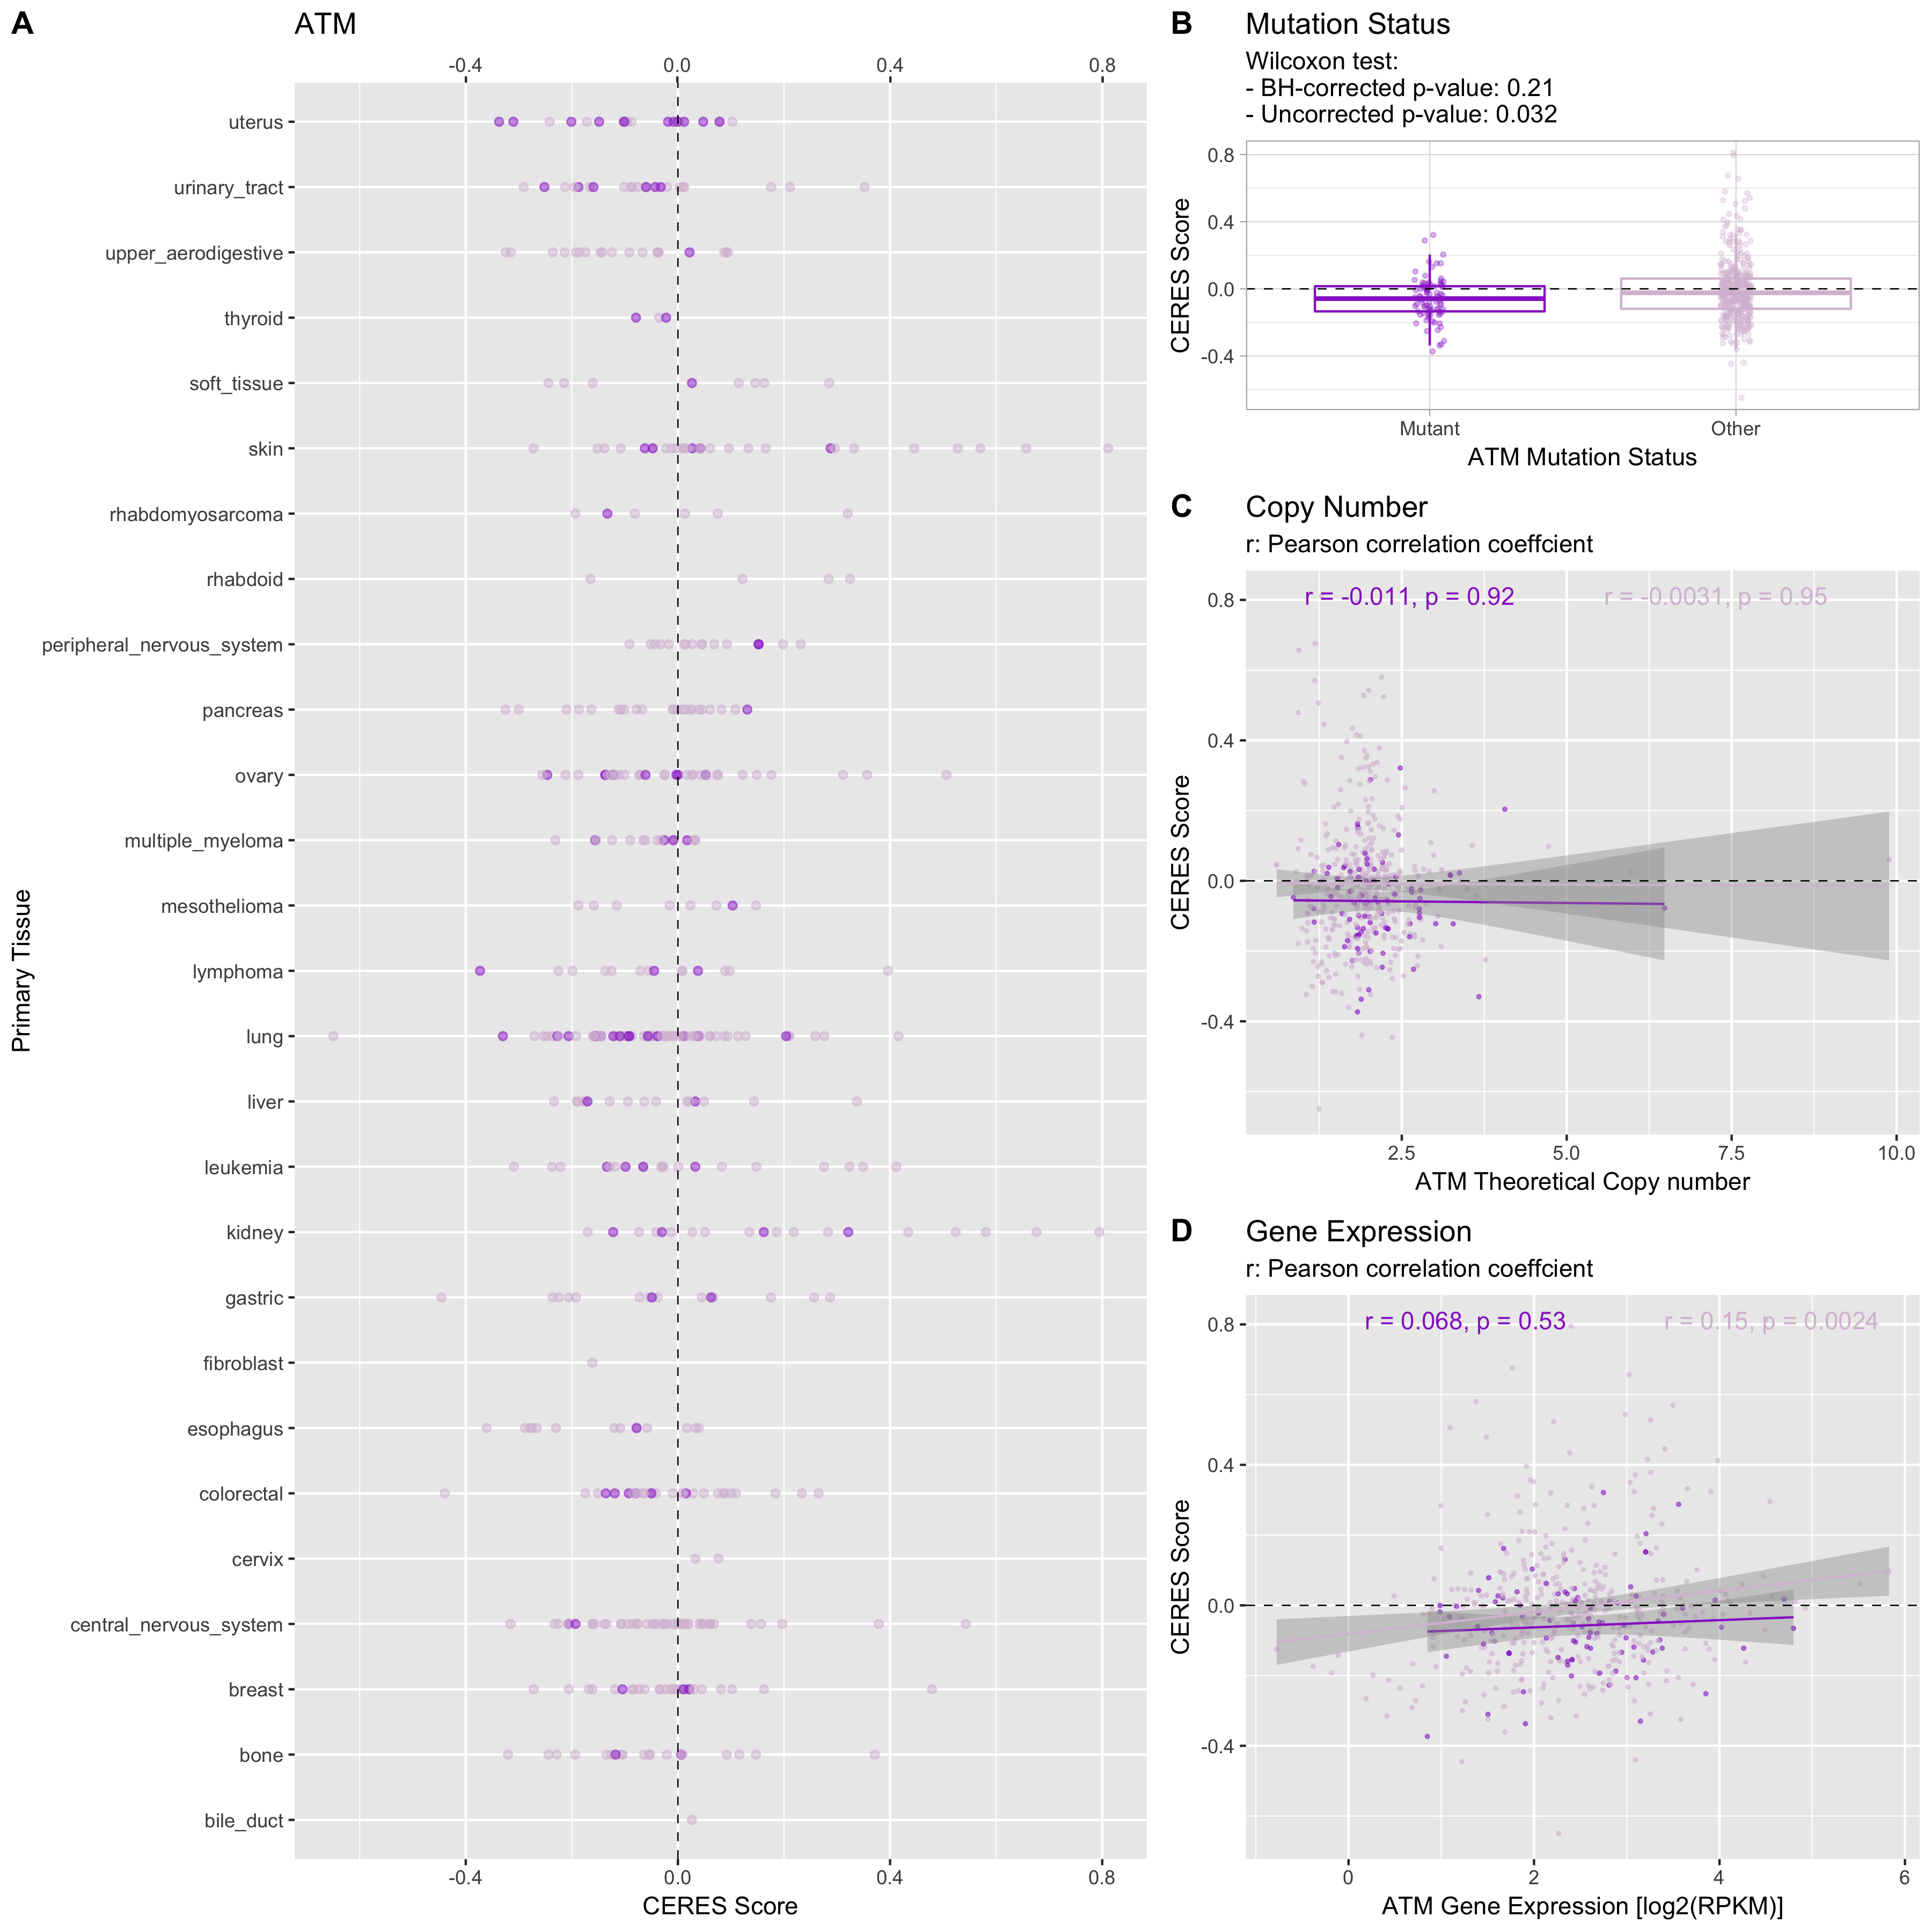 A
ATM
-0.4 0.0 0.4 0.8
uterus
urinary_tract
upper_aerodigestive
thyroid
soft_tissue
skin
rhabdomyosarcoma
rhabdoid
peripheral_nervous_system
pancreas
ovary
multiple_myeloma
mesothelioma
lymphoma
lung
liver
leukemia
kidney
gastric
fibroblast
esophagus
colorectal
cervix
central_nervous_system
breast
bone
bile_duct
Primary Tissue
-0.4 0.0 0.4 0.8
CERES Score
B
Mutation Status
Wilcoxon test:
- BH-corrected p-value: 0.21
- Uncorrected p-value: 0.032
0.8
0.4
0.0
-0.4
CERES Score
Mutant Other
ATM Mutation Status
C
Copy Number
r: Pearson correlation coeffcient
r = -0.011, p = 0.92 r = -0.0031, p = 0.95
0.8
0.4
0.0
-0.4
CERES Score
2.5 5.0 7.5 10.0
ATM Theoretical Copy number
D
Gene Expression
r: Pearson correlation coeffcient
r = 0.068, p = 0.53 r = 0.15, p = 0.0024
0.8
0.4
0.0
-0.4
CERES Score
0 2 4 6
ATM Gene Expression [log2(RPKM)]